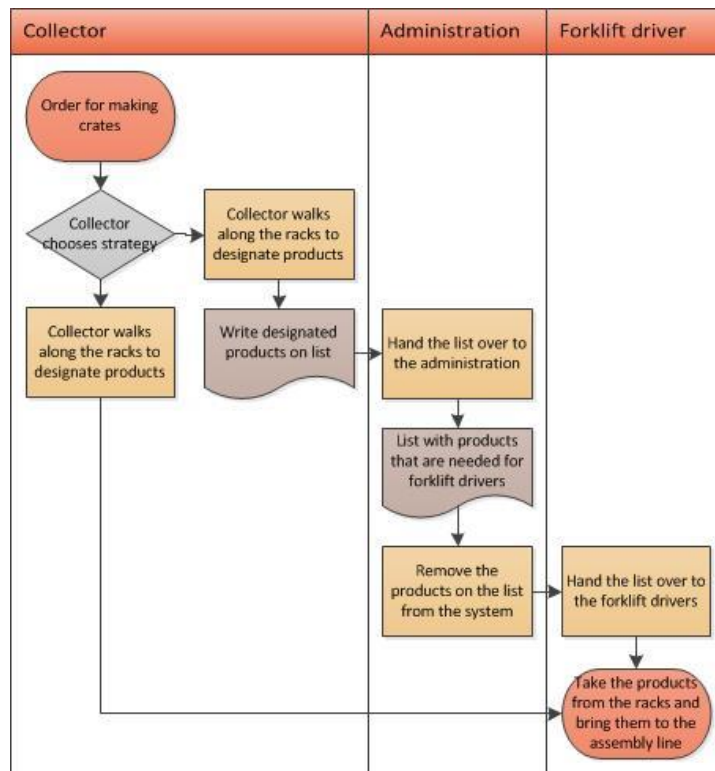 Collector
Administration
Forklift driver
Order for making
crates
Collector
chooses strategy
Collector walks
along the racks to
designate products
Collector walks
along the racks to
designate products
Write designated
products on list
Hand the list over to
the administration
List with products
that are needed for
forklift drivers
Remove the
products on the list
from the system
Hand the list over to
the forklift drivers
Take the products
from the racks and
bring them to the
assembly line